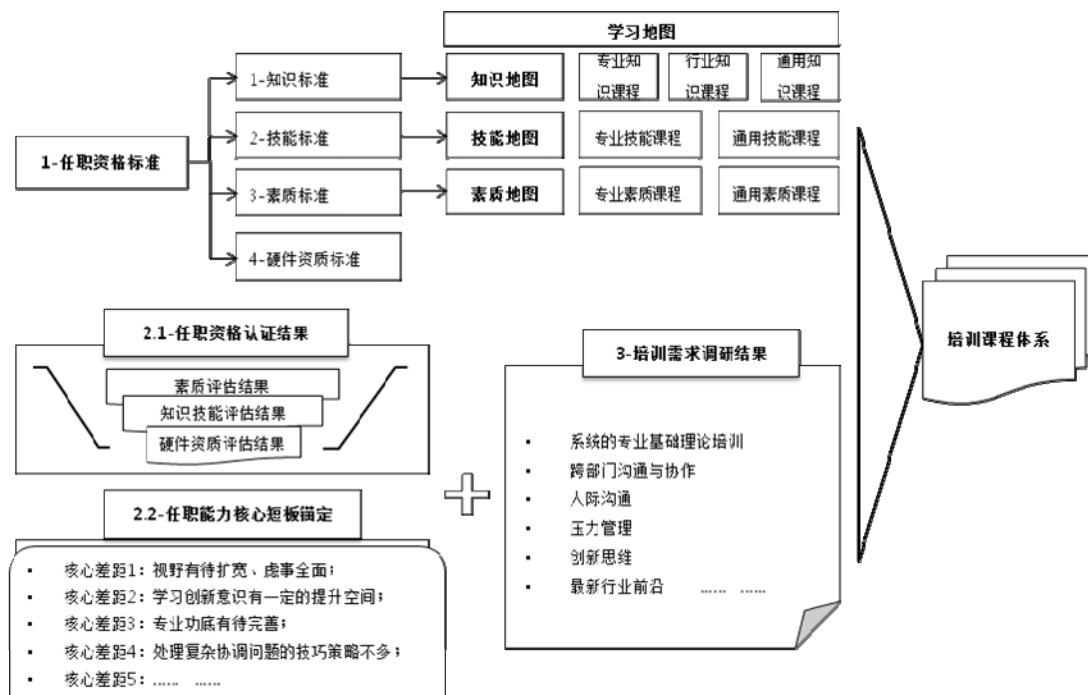 学习地图
1-知识标准
知识地图
专业知
识课程
行业知
识课程
通用知
识课程
2-技能标准
技能地图
专业技能课程
通用技能课程
1-任职资格标准
3-素质标准
素质地图
专业素质课程
通用素质课程
4-硬件资质标准
2.1-任职资格认证结果
素质评估结果
知识技能评估结果
硬件资质评估结果
2.2-任职能力核心短板锚定
▪ 核心差距1：视野有待扩宽、虑事全面；
▪ 核心差距2：学习创新意识有一定的提升空间；
▪ 核心差距3：专业功底有待完善；
▪ 核心差距4：处理复杂协调问题的技巧策略不多；
▪ 核心差距5：…… ……
3-培训需求调研结果
▪ 系统的专业基础理论培训
▪ 跨部门沟通与协作
▪ 人际沟通
▪ 压力管理
▪ 创新思维
▪ 最新行业前沿 …… ……
培训课程体系